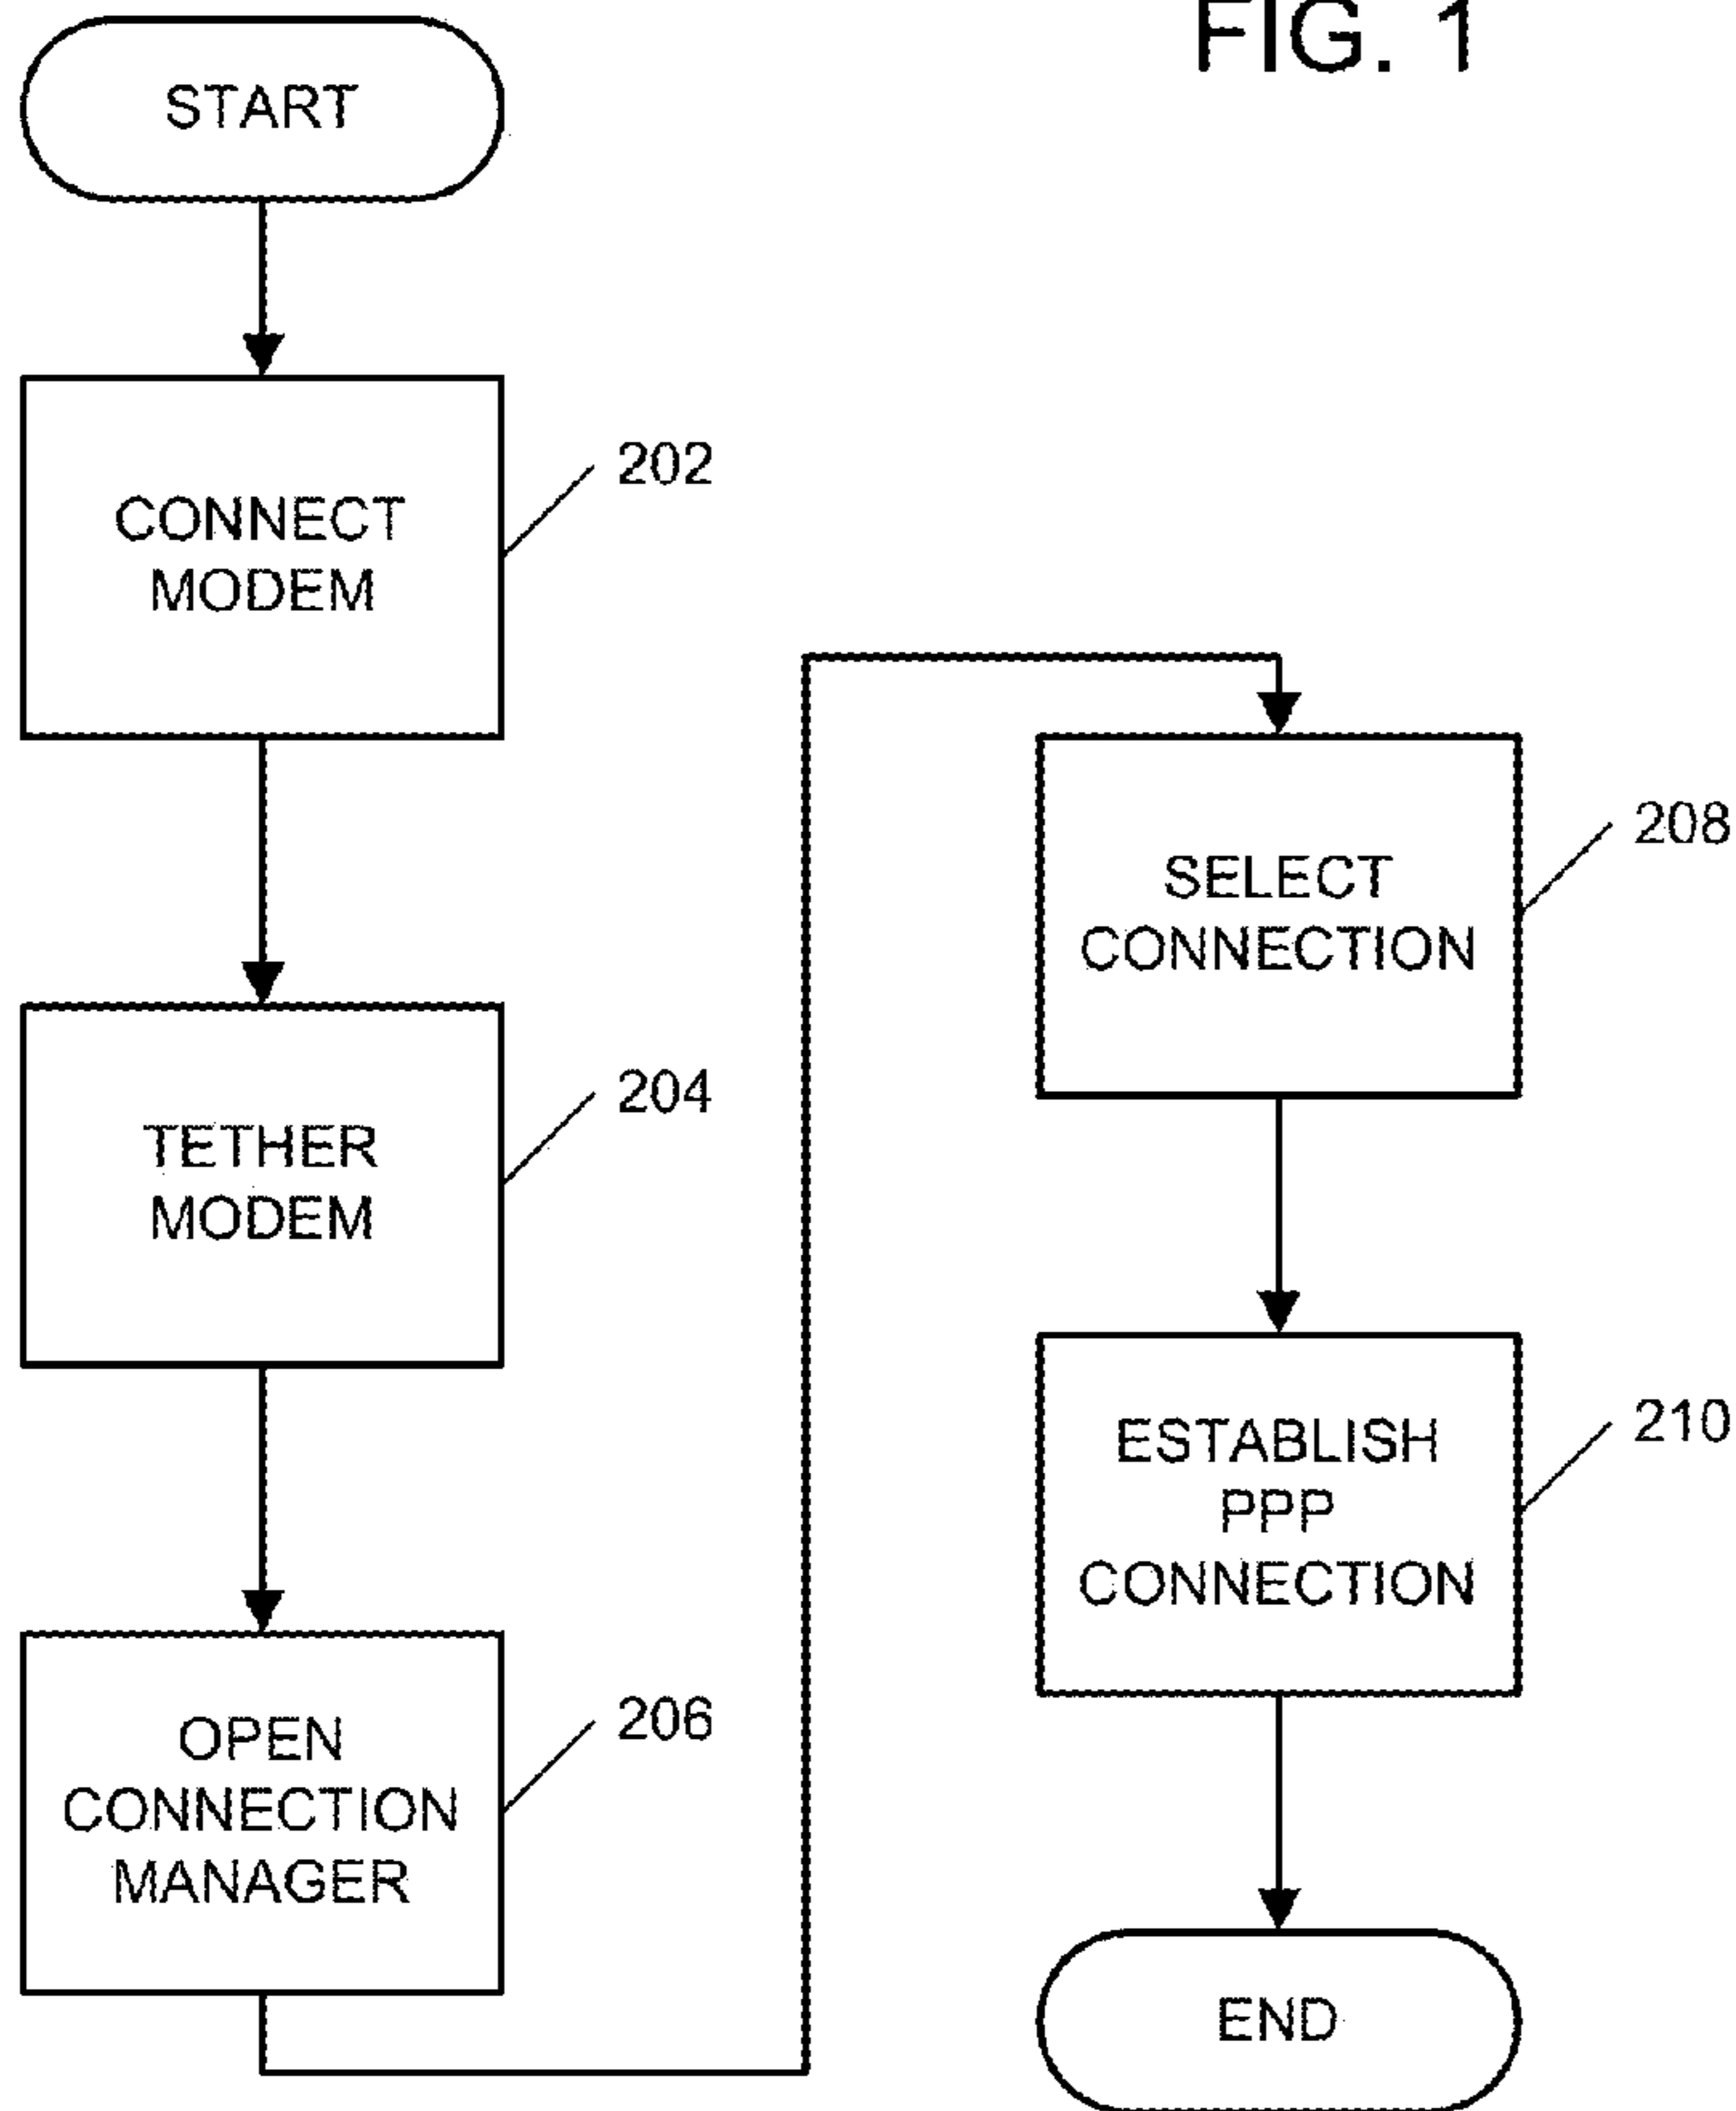 FIG. 1
START
CONNECT
MODEM
202
TETHER
MODEM
204
OPEN
CONNECTION
MANAGER
206
SELECT
CONNECTION
208
ESTABLISH
PPP
CONNECTION
210
END